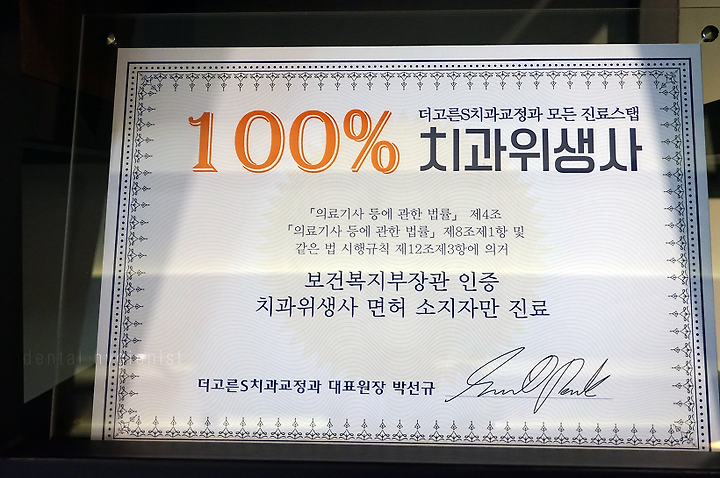 더고른S치과교정과 모든 진료스탭
100% 치과위생사
「의료기사 등에 관한 법률」 제4조
「의료기사 등에 관한 법률」 제8조제1항 및
같은 법 시행규칙 제12조제3항에 의거
보건복지부장관 인증
치과위생사 면허 소지자만 진료
더고른S치과교정과 대표원장 박선규